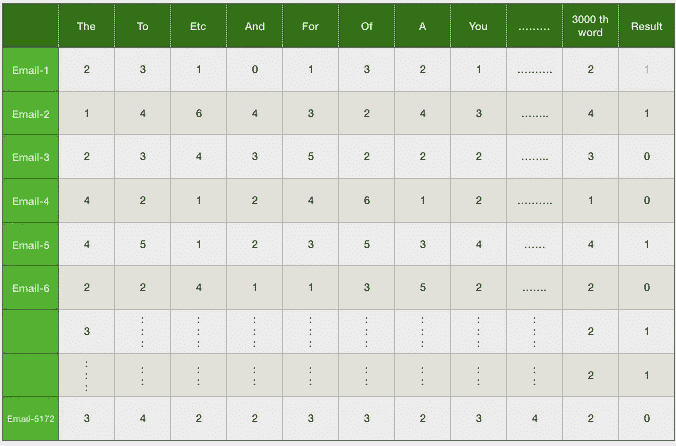 The To Etc And For Of A You ......... 3000 th word Result
Email-1 2 3 1 0 1 3 2 1 .......... 2 1
Email-2 1 4 6 4 3 2 4 3 ........ 4 1
Email-3 2 3 4 3 5 2 2 2 ........ 3 0
Email-4 4 2 1 2 4 6 1 2 .......... 1 0
Email-5 4 5 1 2 3 5 3 4 ...... 4 1
Email-6 2 2 4 1 1 3 5 2 ....... 2 0
3 : : : : : : : : 2 1
: : : : : : : : : 2 1
Email-5172 3 4 2 2 3 3 2 3 4 2 0